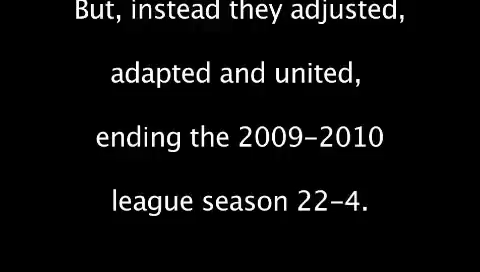 But, instead they adjusted,
adapted and united,
ending the 2009-2010
league season 22-4.